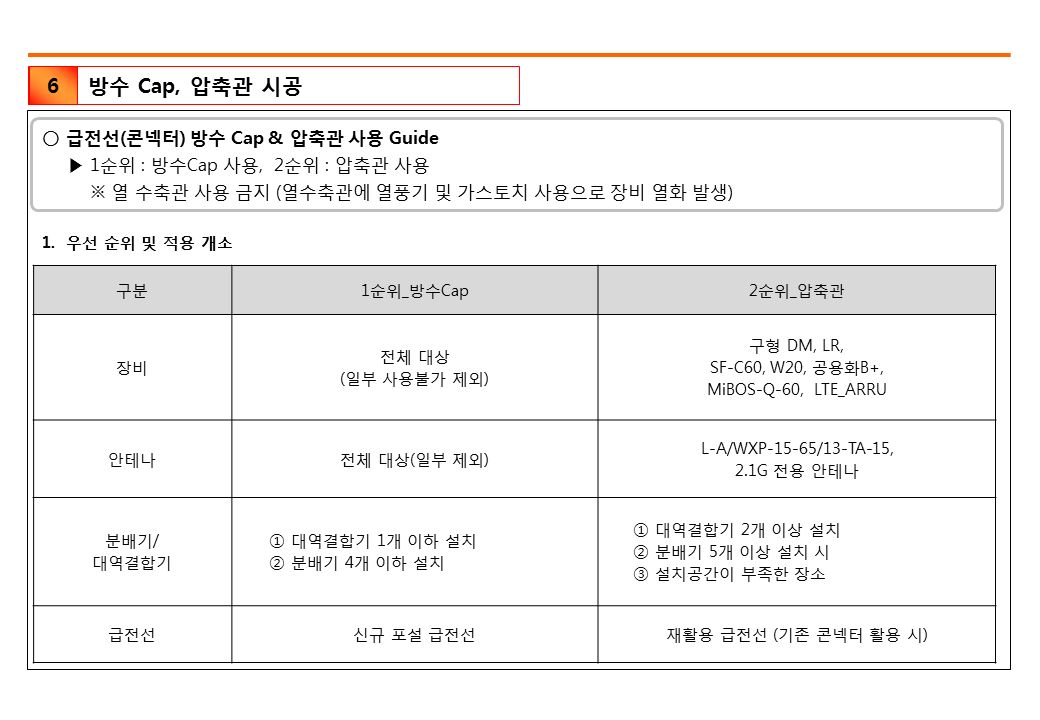 6 방수 Cap, 압축관 시공
○ 급전선(콘넥터) 방수 Cap & 압축관 사용 Guide
▶ 1순위 : 방수Cap 사용, 2순위 : 압축관 사용
※ 열 수축관 사용 금지 (열수축관에 열풍기 및 가스토치 사용으로 장비 열화 발생)
1. 우선 순위 및 적용 개소
구분 1순위_방수Cap 2순위_압축관
장비
전체 대상
(일부 사용불가 제외)
구형 DM, LR,
SF-C60, W20, 공용화B+,
MiBOS-Q-60, LTE_ARRU
안테나
전체 대상(일부 제외)
L-A/WXP-15-65/13-TA-15,
2.1G 전용 안테나
분배기/
대역결합기
① 대역결합기 1개 이하 설치
② 분배기 4개 이하 설치
① 대역결합기 2개 이상 설치
② 분배기 5개 이상 설치 시
③ 설치공간이 부족한 장소
급전선 신규 포설 급전선 재활용 급전선 (기존 콘넥터 활용 시)